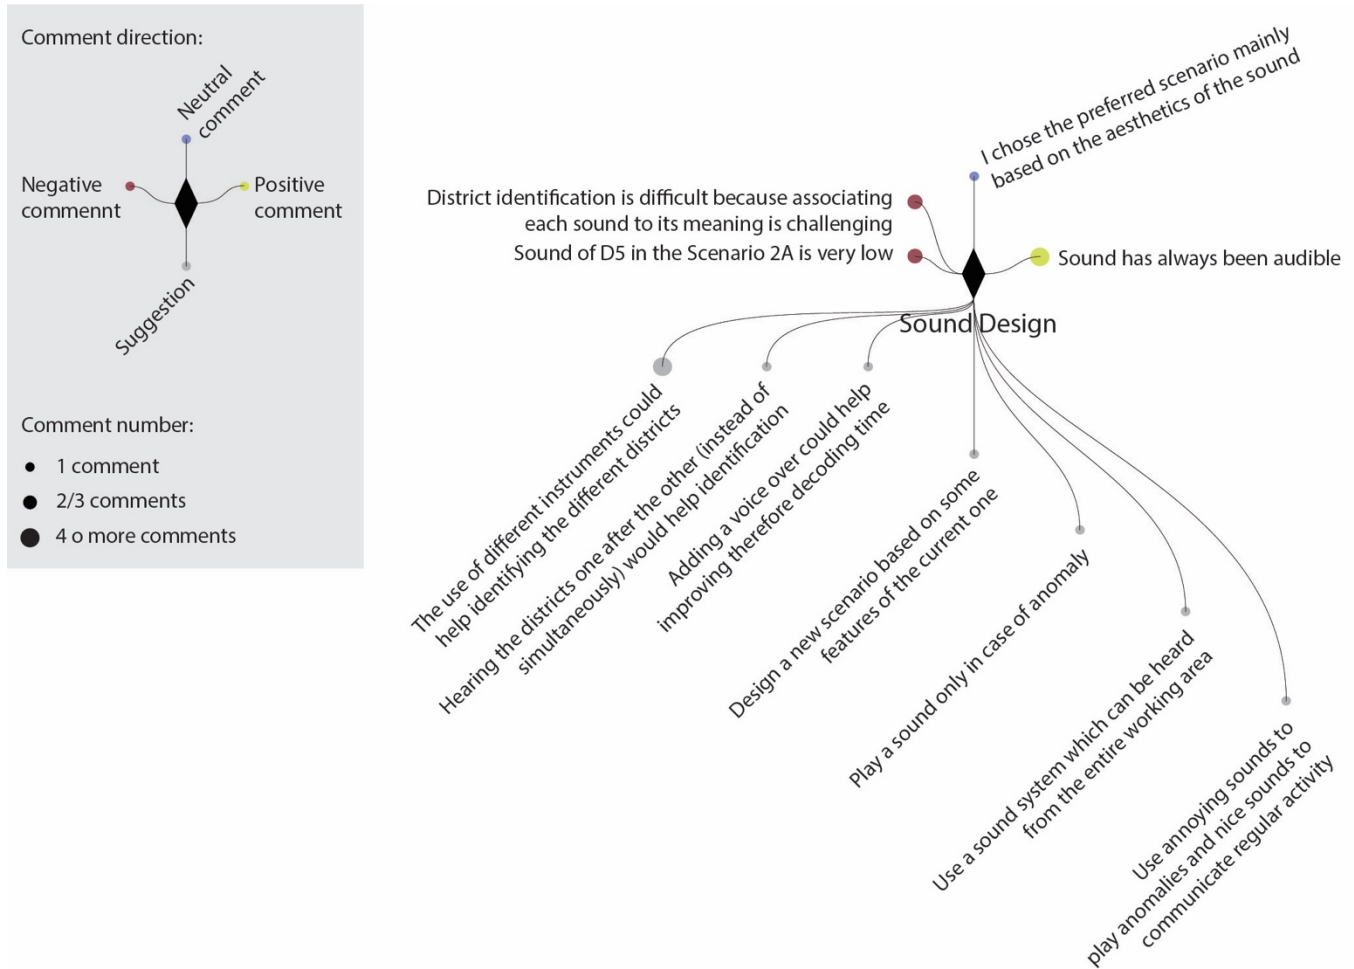 Comment direction:
Neutral
comment
Negative
commennt
Positive
comment
Suggestion
Comment number:
1 comment
2/3 comments
4 o more comments
I chose the preferred scenario mainly
based on the aesthetics of the sound
District identification is difficult because associating
each sound to its meaning is challenging
Sound of D5 in the Scenario 2A is very low
Sound has always been audible
Sound Design
The use of different instruments could
help identifying the different districts
Hearing the districts one after the other (instead of
simultaneously) would help identification
Adding a voice over could help
improving therefore decoding time
Design a new scenario based on some
features of the current one
Play a sound only in case of anomaly
Use a sound system which can be heard
from the entire working area
Use annoying sounds to
play anomalies and nice sounds to
communicate regular activity